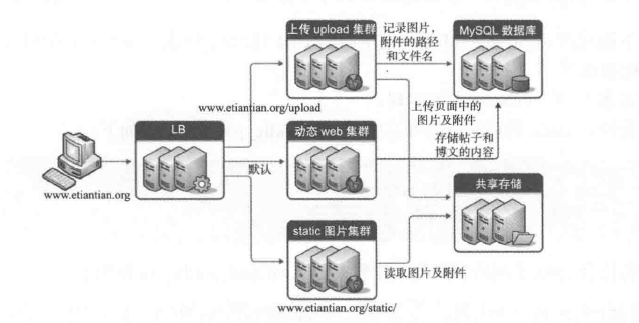 上传 upload 集群
记录图片，
附件的路径
和文件名
MySQL 数据库
www.etiantian.org/upload
上传页面中的
图片及附件
LB
动态 web 集群
存储帖子和
博文的内容
默认
www.etiantian.org
共享存储
static 图片集群
读取图片及附件
www.etiantian.org/static/